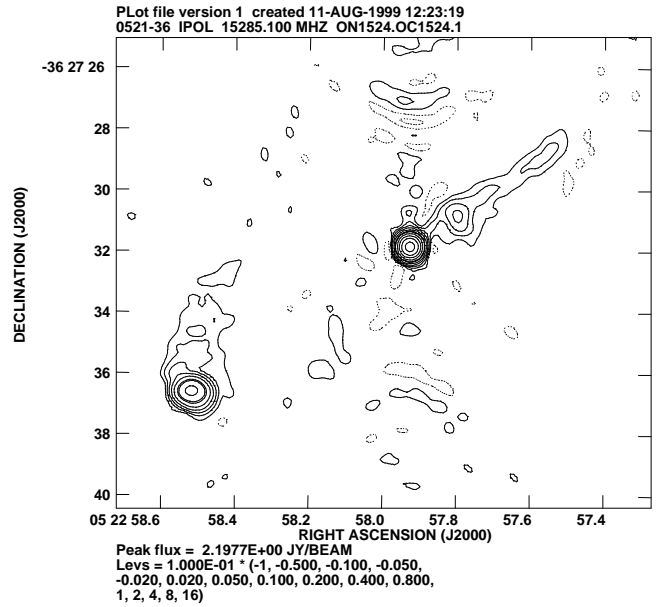 PLot file version 1 created 11-AUG-1999 12:23:19
0521-36 IPOL 15285.100 MHZ ON1524.OC1524.1
DECLINATION (J2000)
-36 27 26
28
30
32
34
36
38
40
05 22 58.6 58.4 58.2 58.0 57.8 57.6 57.4
RIGHT ASCENSION (J2000)
Peak flux = 2.1977E+00 JY/BEAM
Levs = 1.000E-01 * (-1, -0.500, -0.100, -0.050,
-0.020, 0.020, 0.050, 0.100, 0.200, 0.400, 0.800,
1, 2, 4, 8, 16)